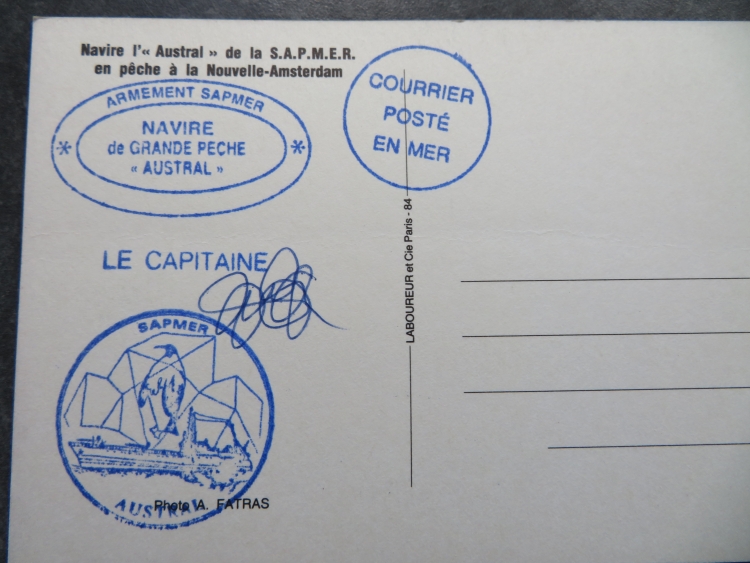 Navire l'« Austral » de la S.A.P.M.E.R.
en pêche à la Nouvelle-Amsterdam
ARMEMENT SAPMER
* NAVIRE *
de GRANDE PECHE
« AUSTRAL »
COURRIER
POSTÉ
EN MER
LE CAPITAINE
SAPMER
AUSTRAL
Photo A. FATRAS
LABOUREUR et Cie Paris - 84